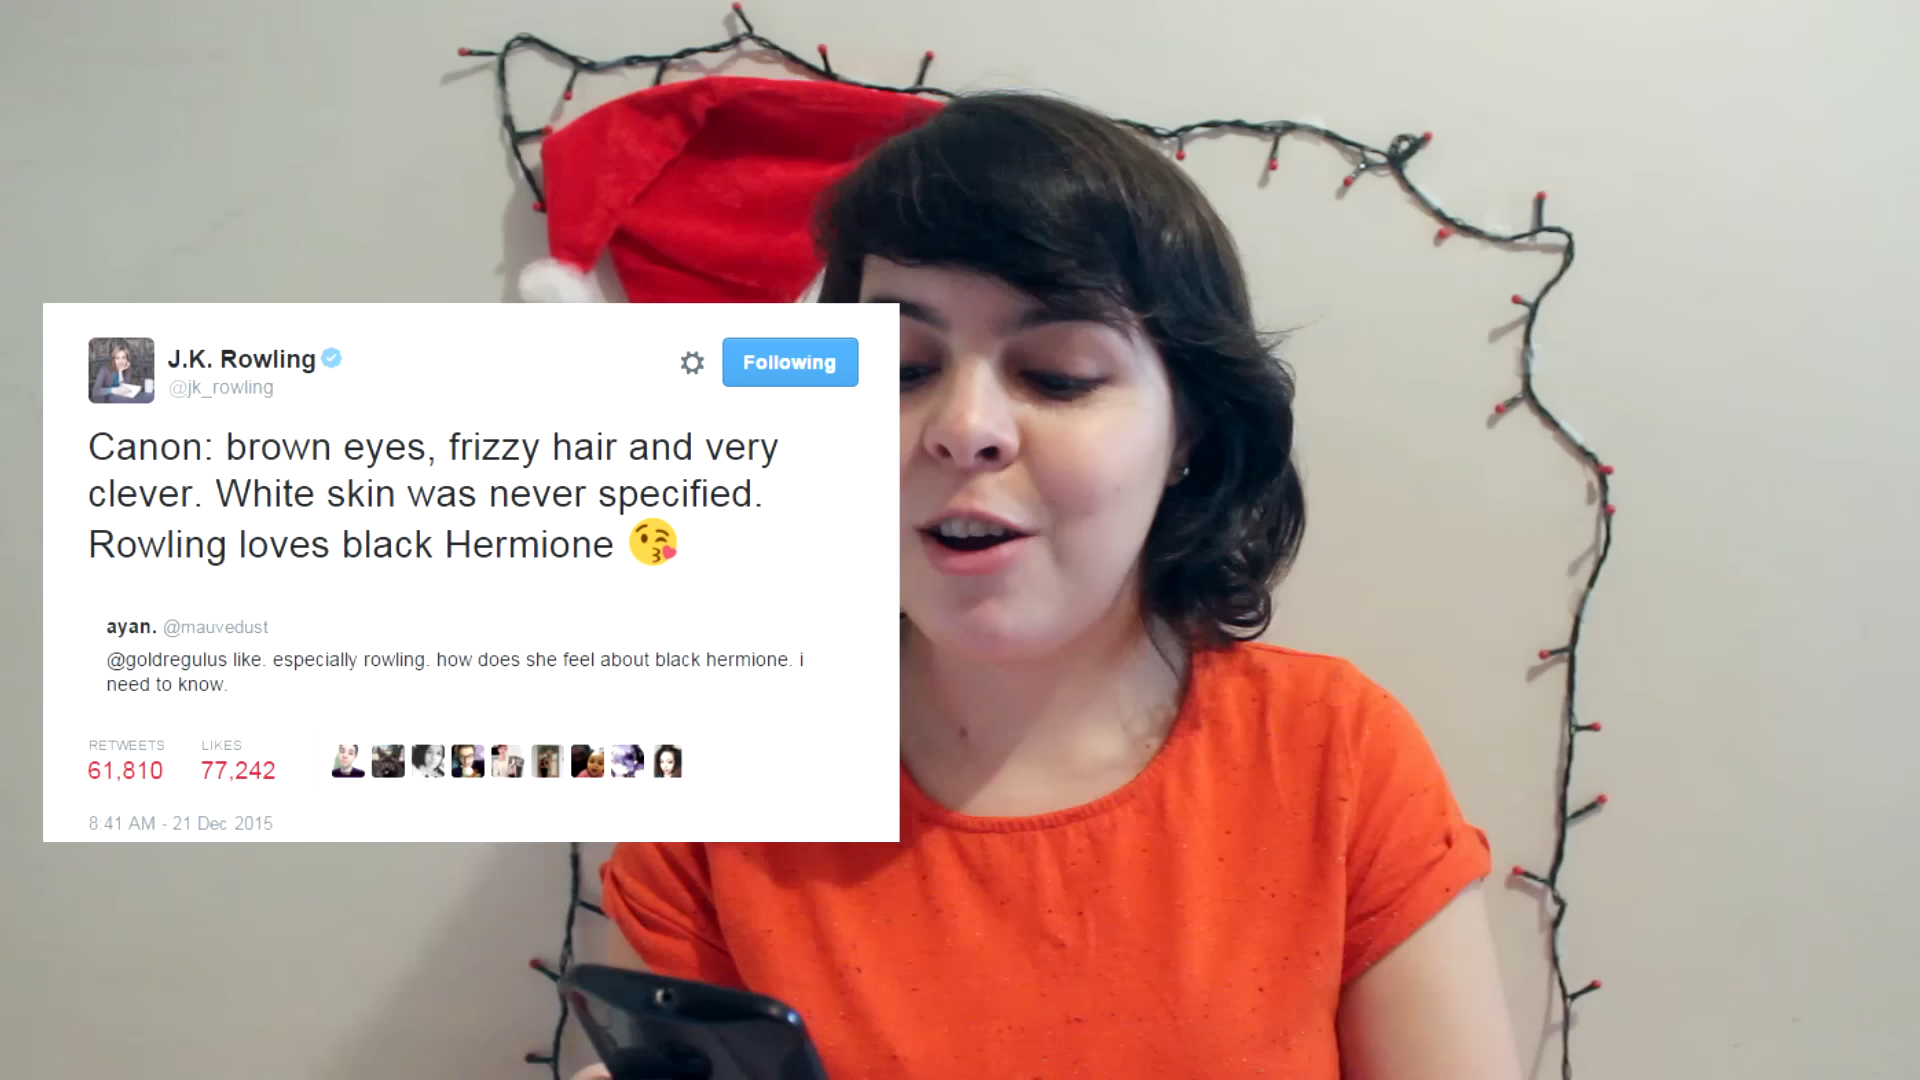 J.K. Rowling
@jk_rowling
Following
Canon: brown eyes, frizzy hair and very
clever. White skin was never specified.
Rowling loves black Hermione 😘
ayan. @mauvedust
@goldregulus like. especially rowling. how does she feel about black hermione. i
need to know.
RETWEETS LIKES
61,810 77,242
8:41 AM - 21 Dec 2015